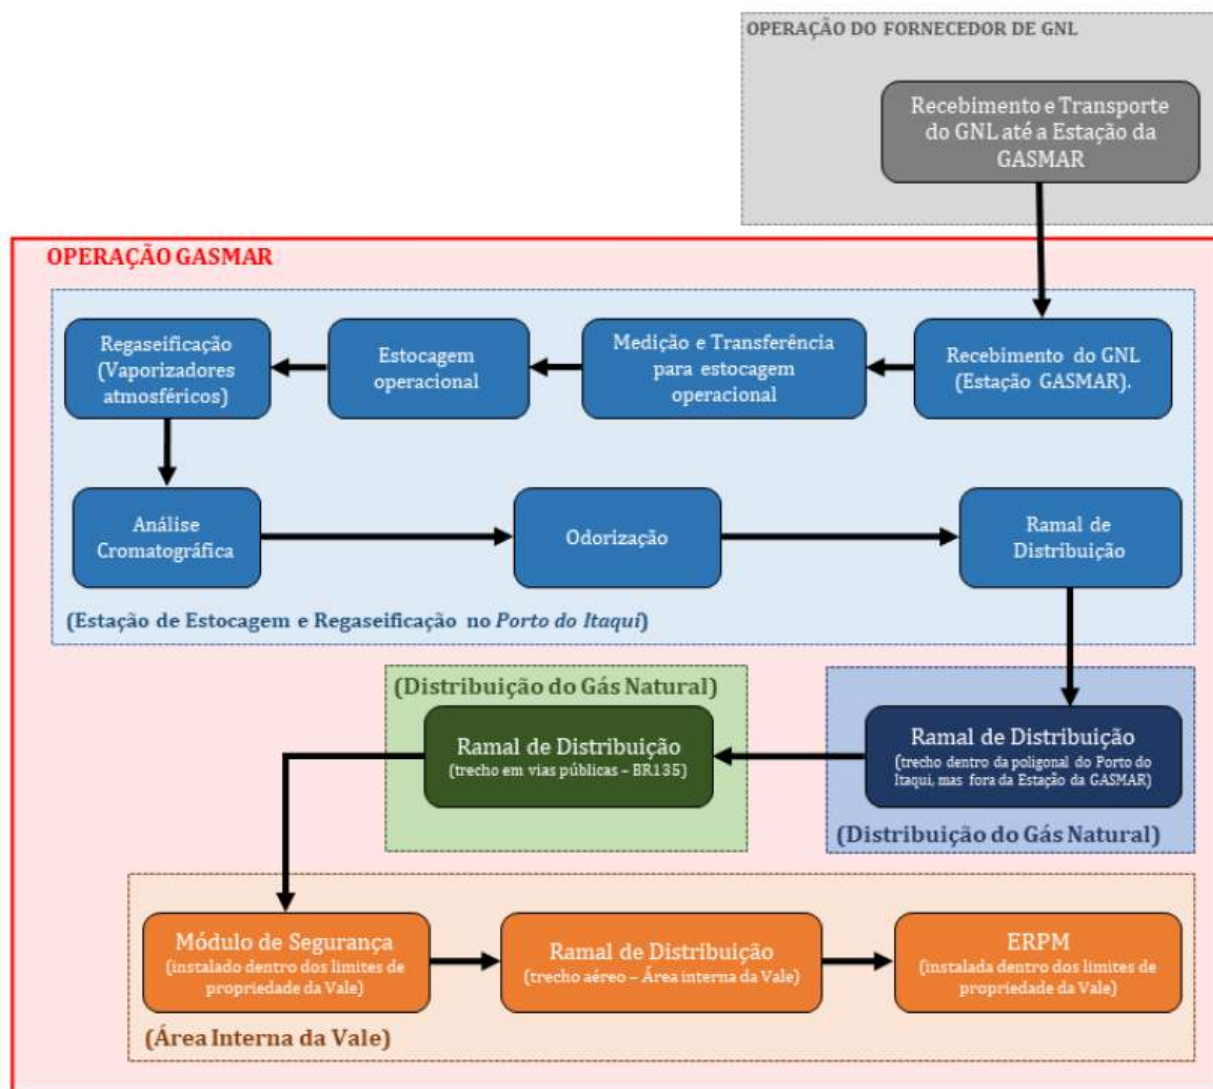 OPERAÇÃO DO FORNECEDOR DE GNL
Recebimento e Transporte
do GNL até a Estação da
GASMAR
OPERAÇÃO GASMAR
Regaseificação
(Vaporizadores
atmosféricos)
Estocagem
operacional
Medição e Transferência
para estocagem
operacional
Recebimento do GNL
(Estação GASMAR).
Análise
Cromatográfica
Odorização
Ramal de
Distribuição
(Estação de Estocagem e Regaseificação no Porto do Itaqui)
(Distribuição do Gás Natural)
Ramal de Distribuição
(trecho em vias públicas – BR135)
Ramal de Distribuição
(trecho dentro da poligonal do Porto do
Itaqui, mas fora da Estação da GASMAR)
(Distribuição do Gás Natural)
Módulo de Segurança
(instalado dentro dos limites de
propriedade da Vale)
Ramal de Distribuição
(trecho aéreo – Área interna da Vale)
ERPM
(instalada dentro dos limites de
propriedade da Vale)
(Área Interna da Vale)